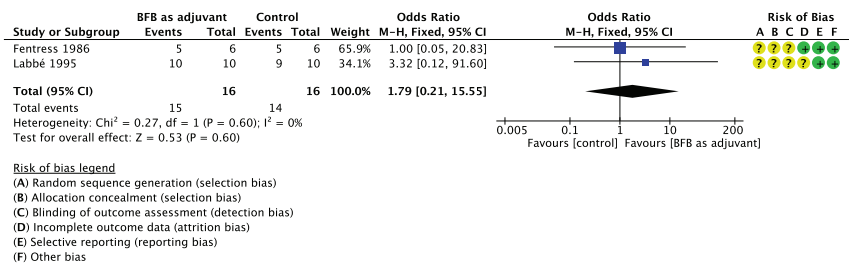 BFB as adjuvant Control Odds Ratio Odds Ratio Risk of Bias
Study or Subgroup Events Total Events Total Weight M-H, Fixed, 95% CI M-H, Fixed, 95% CI A B C D E F
Fentress 1986 5 6 5 6 65.9% 1.00 [0.05, 20.83] ? ? ? + + +
Labbé 1995 10 10 9 10 34.1% 3.32 [0.12, 91.60] ? ? ? ? + +
Total (95% CI) 16 16 100.0% 1.79 [0.21, 15.55]
Total events 15 14
Heterogeneity: Chi² = 0.27, df = 1 (P = 0.60); I² = 0%
Test for overall effect: Z = 0.53 (P = 0.60)
0.005 0.1 1 10 200
Favours [control] Favours [BFB as adjuvant]
Risk of bias legend
(A) Random sequence generation (selection bias)
(B) Allocation concealment (selection bias)
(C) Blinding of outcome assessment (detection bias)
(D) Incomplete outcome data (attrition bias)
(E) Selective reporting (reporting bias)
(F) Other bias